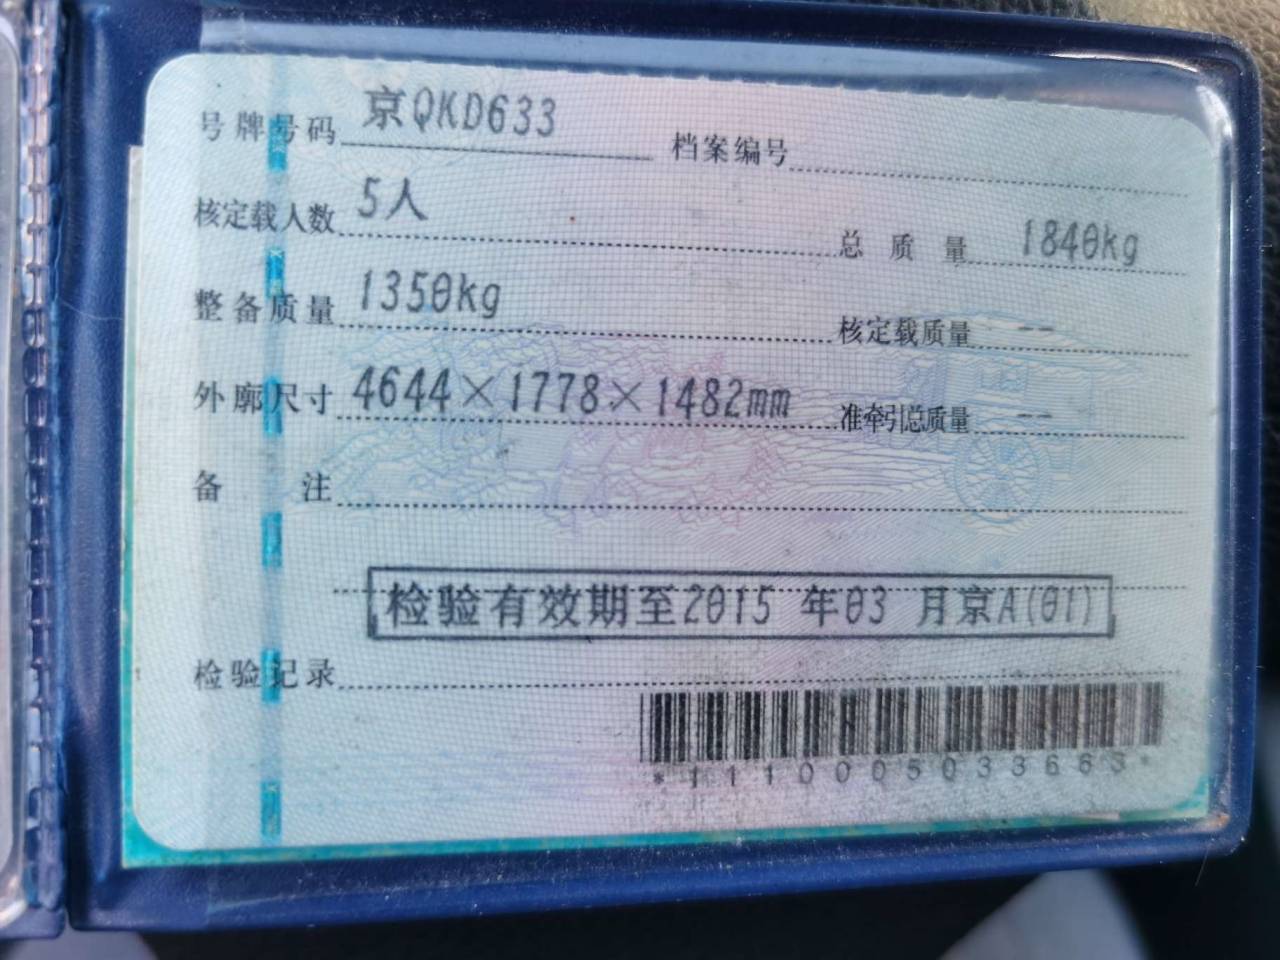 号牌号码 京QKD633 档案编号
核定载人数 5人 总质量 1840kg
整备质量 1350kg 核定载质量 --
外廓尺寸 4644×1778×1482mm 准牵引总质量 --
备注
检验有效期至2015 年03 月京A(01)
检验记录
*1110005033663*